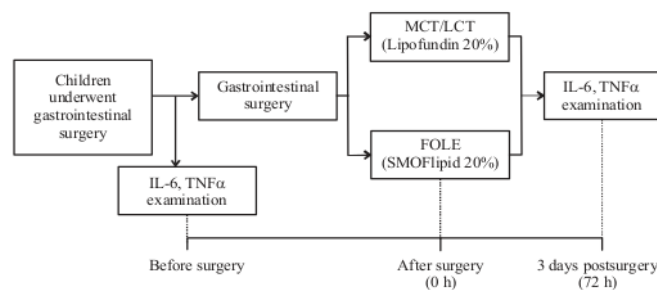 Children
underwent
gastrointestinal
surgery
IL-6, TNFα
examination
Gastrointestinal
surgery
MCT/LCT
(Lipofundin 20%)
FOLE
(SMOFlipid 20%)
IL-6, TNFα
examination
Before surgery
After surgery
(0 h)
3 days postsurgery
(72 h)